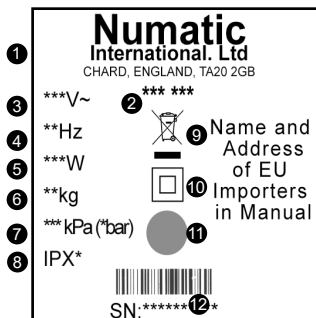 Numatic
International. Ltd
CHARD, ENGLAND, TA20 2GB
1
2 *** ***
3 ***V~
4 **Hz
5 ***W
6 **kg
7 *** kPa (*bar)
8 IPX*
9 Name and
Address
of EU
10 Importers
in Manual
11
SN:******12*